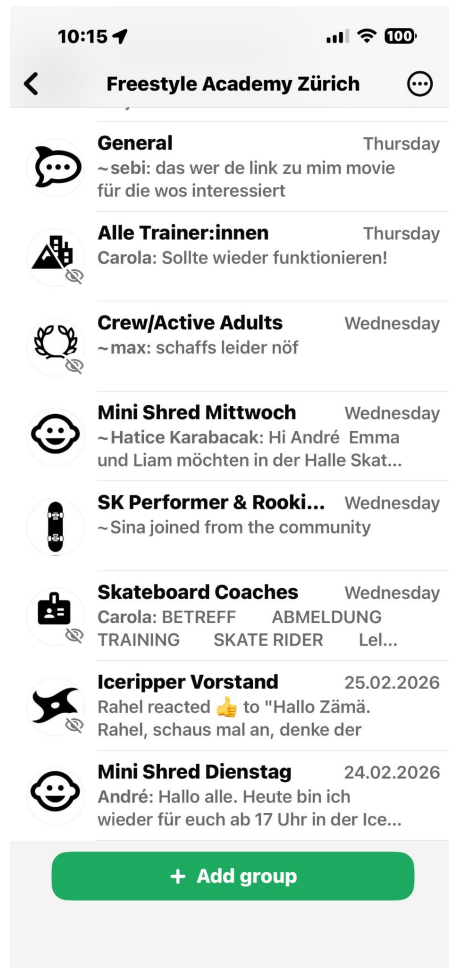 10:15
100
Freestyle Academy Zürich
General
Thursday
~sebi: das wer de link zu mim movie
für die wos interessiert
Alle Trainer:innen
Thursday
Carola: Sollte wieder funktionieren!
Crew/Active Adults
Wednesday
~max: schaffs leider nöf
Mini Shred Mittwoch
Wednesday
~Hatice Karabacak: Hi André Emma
und Liam möchten in der Halle Skat...
SK Performer & Rooki...
Wednesday
~Sina joined from the community
Skateboard Coaches
Wednesday
Carola: BETREFF ABMELDUNG
TRAINING SKATE RIDER Lel...
Iceripper Vorstand
25.02.2026
Rahel reacted 👍 to "Hallo Zämä.
Rahel, schaus mal an, denke der
Mini Shred Dienstag
24.02.2026
André: Hallo alle. Heute bin ich
wieder für euch ab 17 Uhr in der Ice...
+ Add group